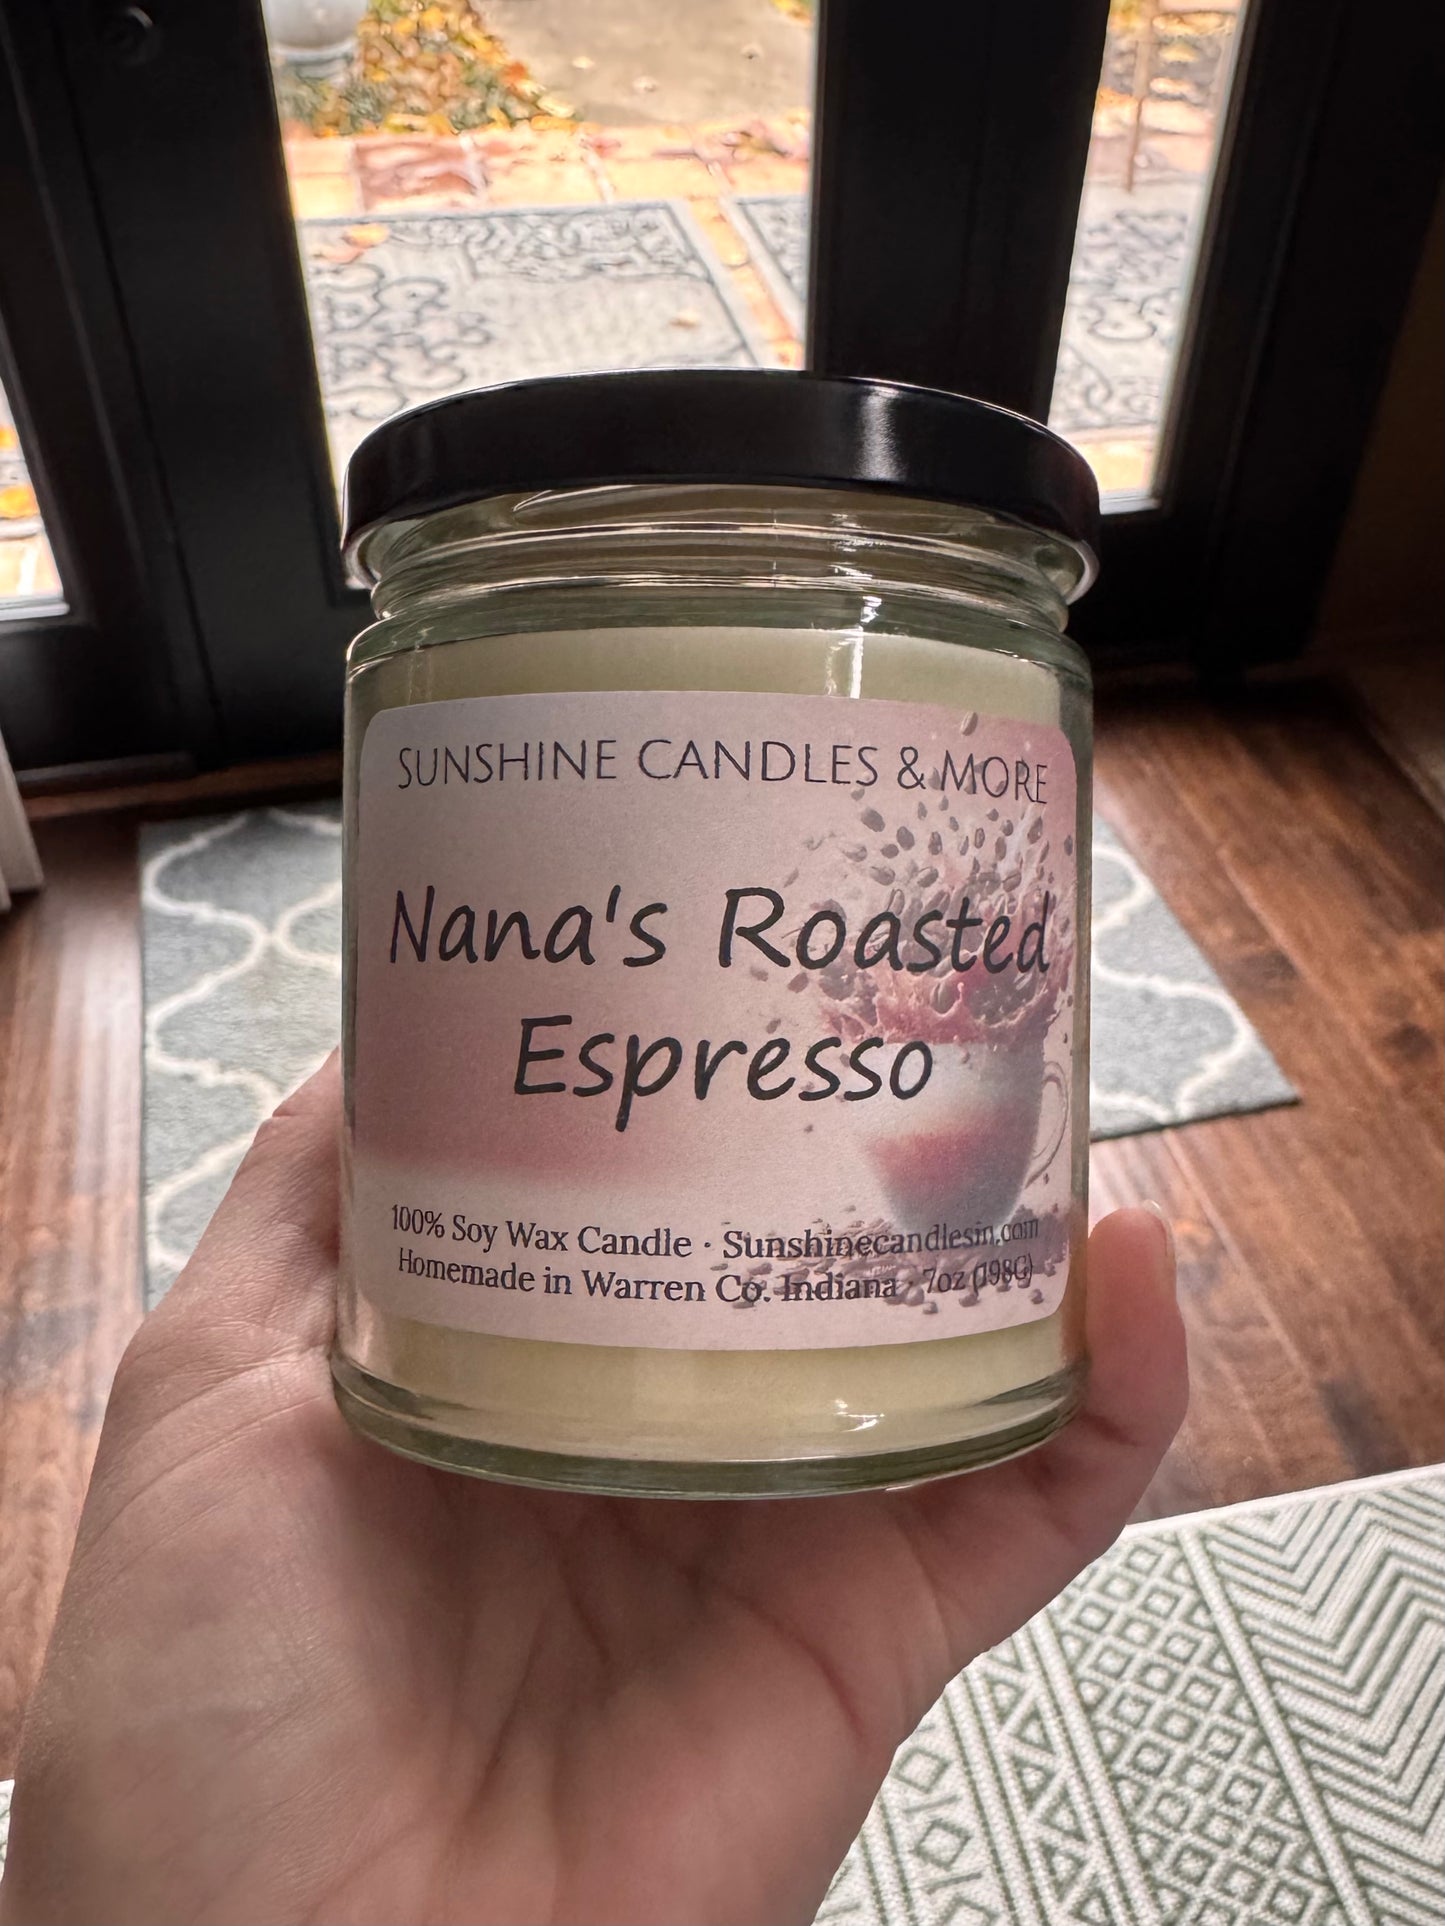 SUNSHINE CANDLES & MORE
Nana's Roasted
Espresso
100% Soy Wax Candle · Sunshinecandlesin.com
Homemade in Warren Co. Indiana · 7oz (198G)